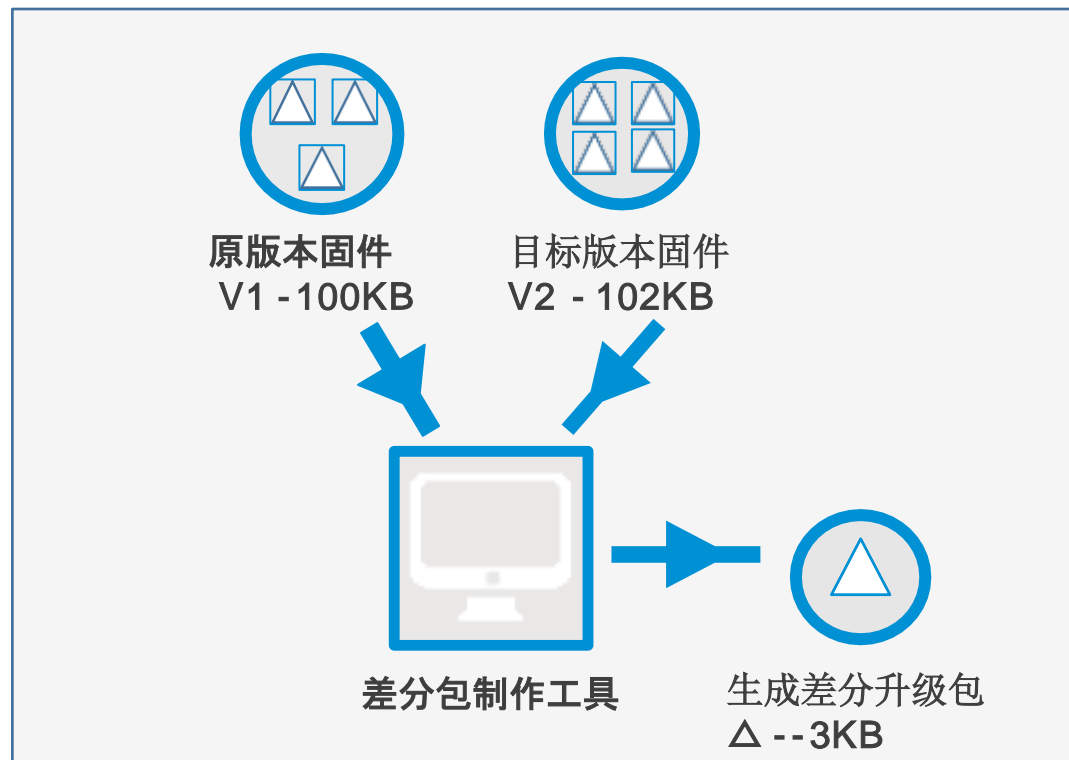 原版本固件
V1 - 100KB
目标版本固件
V2 - 102KB
差分包制作工具
生成差分升级包
△ --3KB